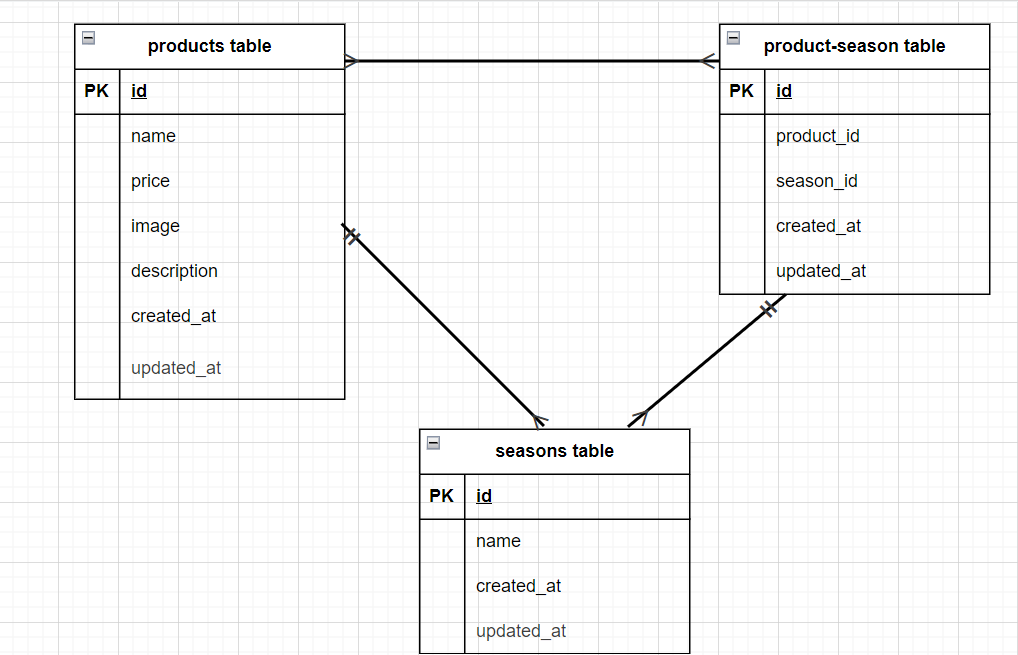 products table
PK id
name
price
image
description
created_at
updated_at
product-season table
PK id
product_id
season_id
created_at
updated_at
seasons table
PK id
name
created_at
updated_at